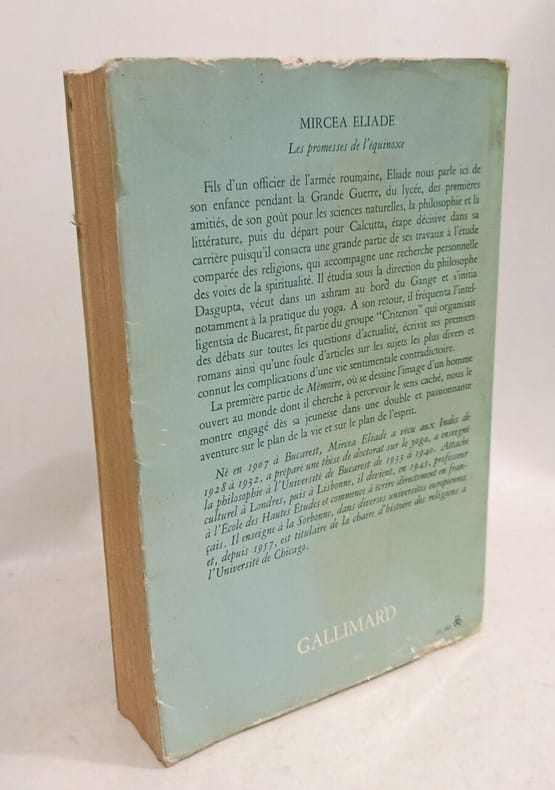 MIRCEA ELIADE
Les promesses de l'équinoxe
Fils d'un officier de l'armée roumaine, Eliade nous parle ici de
son enfance pendant la Grande Guerre, du lycée, des premières
amitiés, de son goût pour les sciences naturelles, la philosophie et la
littérature, puis du départ pour Calcutta, étape décisive dans sa
carrière puisqu'il consacra une grande partie de ses travaux à l'étude
comparée des religions, qui accompagne une recherche personnelle
des voies de la spiritualité. Il étudia sous la direction du philosophe
Dasgupta, vécut dans un ashram au bord du Gange et s'initia
notamment à la pratique du yoga. A son retour, il fréquenta l'intel-
ligentsia de Bucarest, fit partie du groupe "Criterion" qui organisait
des débats sur toutes les questions d'actualité, écrivit ses premiers
romans ainsi qu'une foule d'articles sur les sujets les plus divers et
connut les complications d'une vie sentimentale contradictoire.
La première partie de Mémoire, où se dessine l'image d'un homme
ouvert au monde dont il cherche à percevoir le sens caché, nous le
montre engagé dès sa jeunesse dans une double et passionnante
aventure sur le plan de la vie et sur le plan de l'esprit.
Né en 1907 à Bucarest, Mircea Eliade a vécu aux Indes de
1928 à 1932, a préparé une thèse de doctorat sur le yoga, a enseigné
la philosophie à l'Université de Bucarest de 1933 à 1940. Attaché
culturel à Londres, puis à Lisbonne, il devient, en 1945, professeur
à l'École des Hautes Etudes et commence à écrire directement en fran-
çais. Il enseigne à la Sorbonne, dans diverses universités européennes
et, depuis 1957, est titulaire de la chaire d'histoire des religions à
l'Université de Chicago.
GALLIMARD